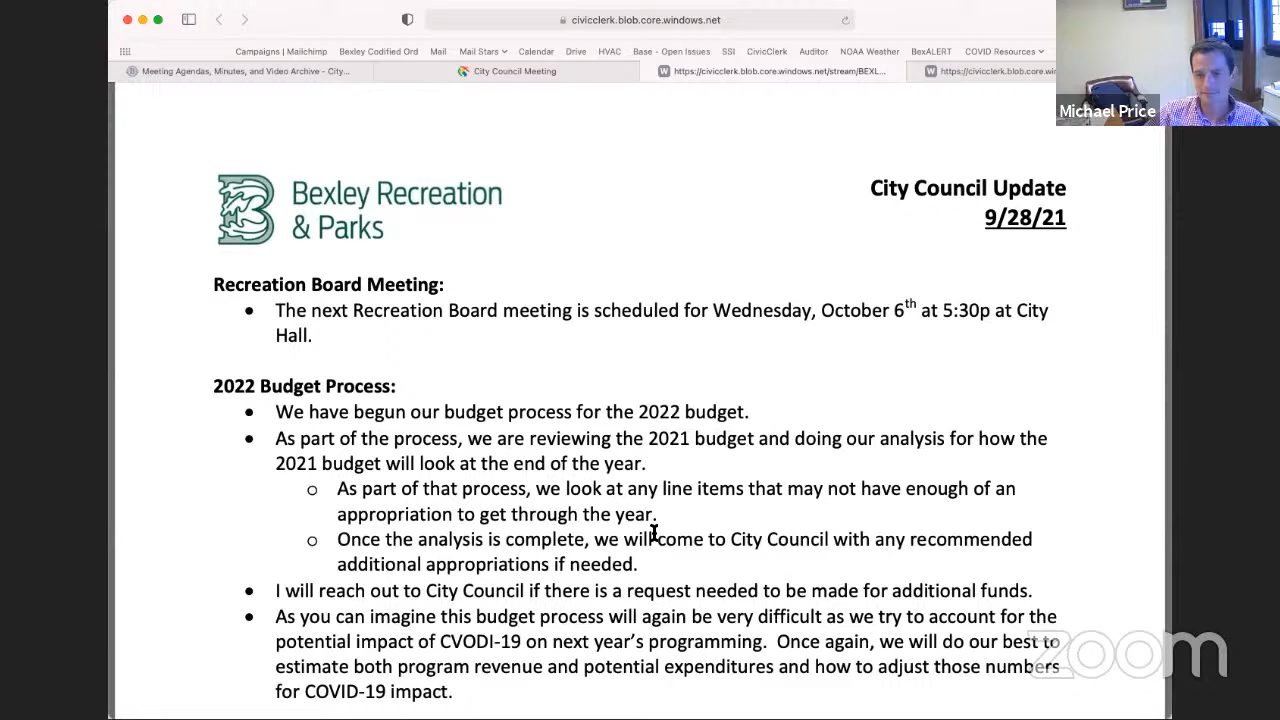 civicclerk.blob.core.windows.net
Campaigns | Mailchimp Bexley Codified Ord Mail Mail Stars Calendar Drive HVAC Base - Open Issues SSI CivicClerk Auditor NOAA Weather BexALERT COVID Resources
Meeting Agendas, Minutes, and Video Archive - City... City Council Meeting https://civicclerk.blob.core.windows.net/stream/BEXL... https://civicclerk.blob.core.windows.net
Michael Price
Bexley Recreation
& Parks
City Council Update
9/28/21
Recreation Board Meeting:
• The next Recreation Board meeting is scheduled for Wednesday, October 6th at 5:30p at City
Hall.
2022 Budget Process:
• We have begun our budget process for the 2022 budget.
• As part of the process, we are reviewing the 2021 budget and doing our analysis for how the
2021 budget will look at the end of the year.
o As part of that process, we look at any line items that may not have enough of an
appropriation to get through the year.
o Once the analysis is complete, we will come to City Council with any recommended
additional appropriations if needed.
• I will reach out to City Council if there is a request needed to be made for additional funds.
• As you can imagine this budget process will again be very difficult as we try to account for the
potential impact of CVODI-19 on next year's programming. Once again, we will do our best to
estimate both program revenue and potential expenditures and how to adjust those numbers
for COVID-19 impact.
zoom